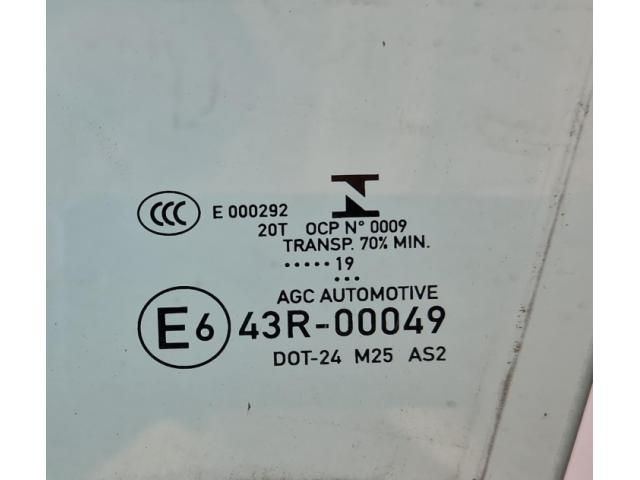 CCC E 000292
20T OCP N° 0009
TRANSP. 70% MIN.
..... 19
...
AGC AUTOMOTIVE
E6 43R-00049
DOT-24 M25 AS2